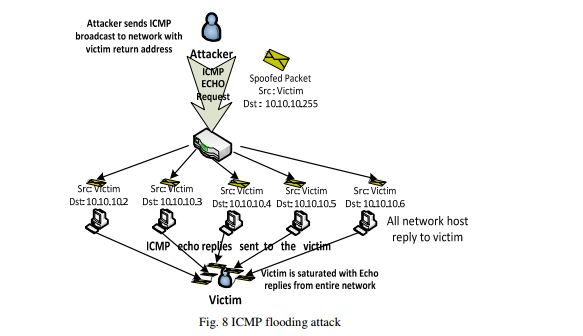 Attacker sends ICMP
broadcast to network with
victim return address
Attacker
ICMP
ECHO
Request
Spoofed Packet
Src: Victim
Dst: 10.10.10.255
Src: Victim
Dst: 10.10.10.2
Src: Victim
Dst: 10.10.10.3
Src: Victim
Dst: 10.10.10.4
Src: Victim
Dst: 10.10.10.5
Src: Victim
Dst: 10.10.10.6
All network host
reply to victim
ICMP echo replies sent to the victim
Victim is saturated with Echo
replies from entire network
Victim
Fig. 8 ICMP flooding attack